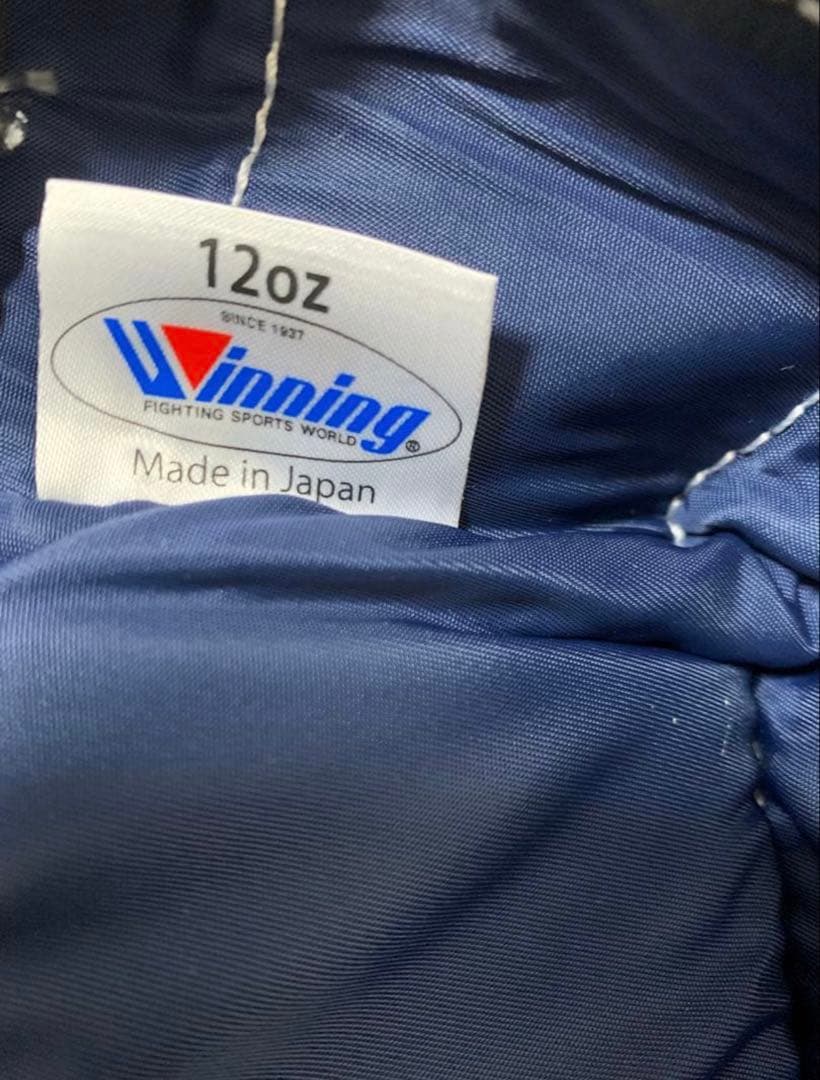 12oz
SINCE 1937
Winning
FIGHTING SPORTS WORLD ®
Made in Japan